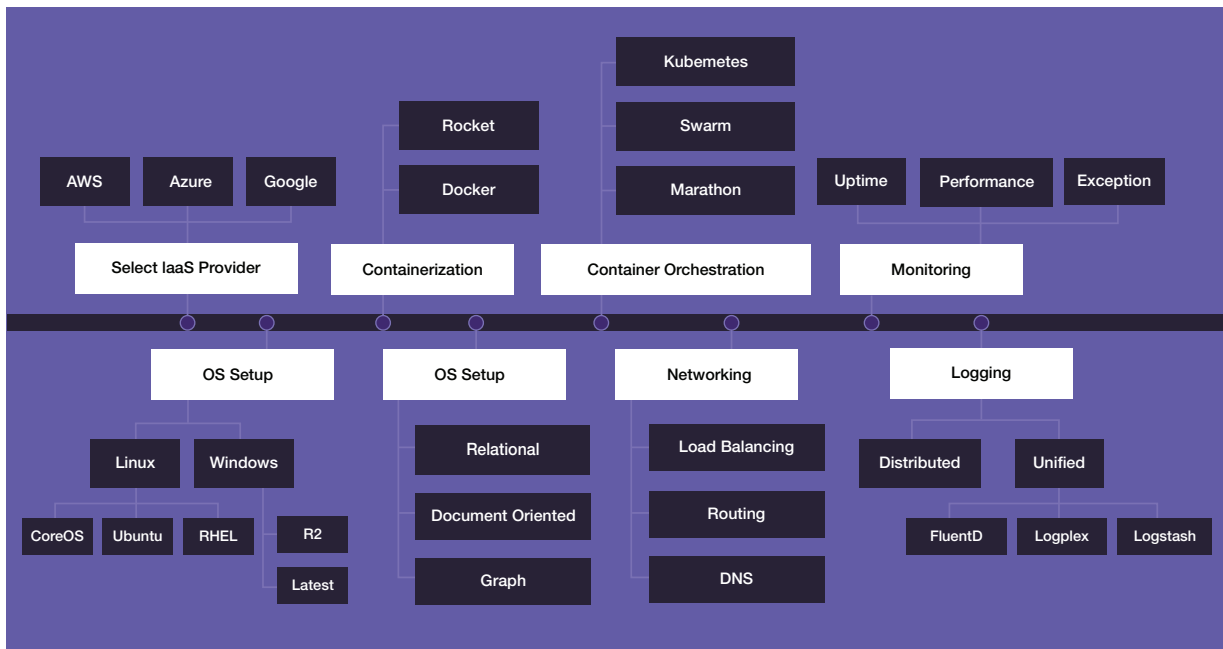 Kubemetes
Rocket
Swarm
AWS
Azure
Google
Docker
Marathon
Uptime
Performance
Exception
Select IaaS Provider
Containerization
Container Orchestration
Monitoring
OS Setup
OS Setup
Networking
Logging
Linux
Windows
Relational
Load Balancing
Distributed
Unified
CoreOS
Ubuntu
RHEL
R2
Document Oriented
Routing
FluentD
Logplex
Logstash
Latest
Graph
DNS